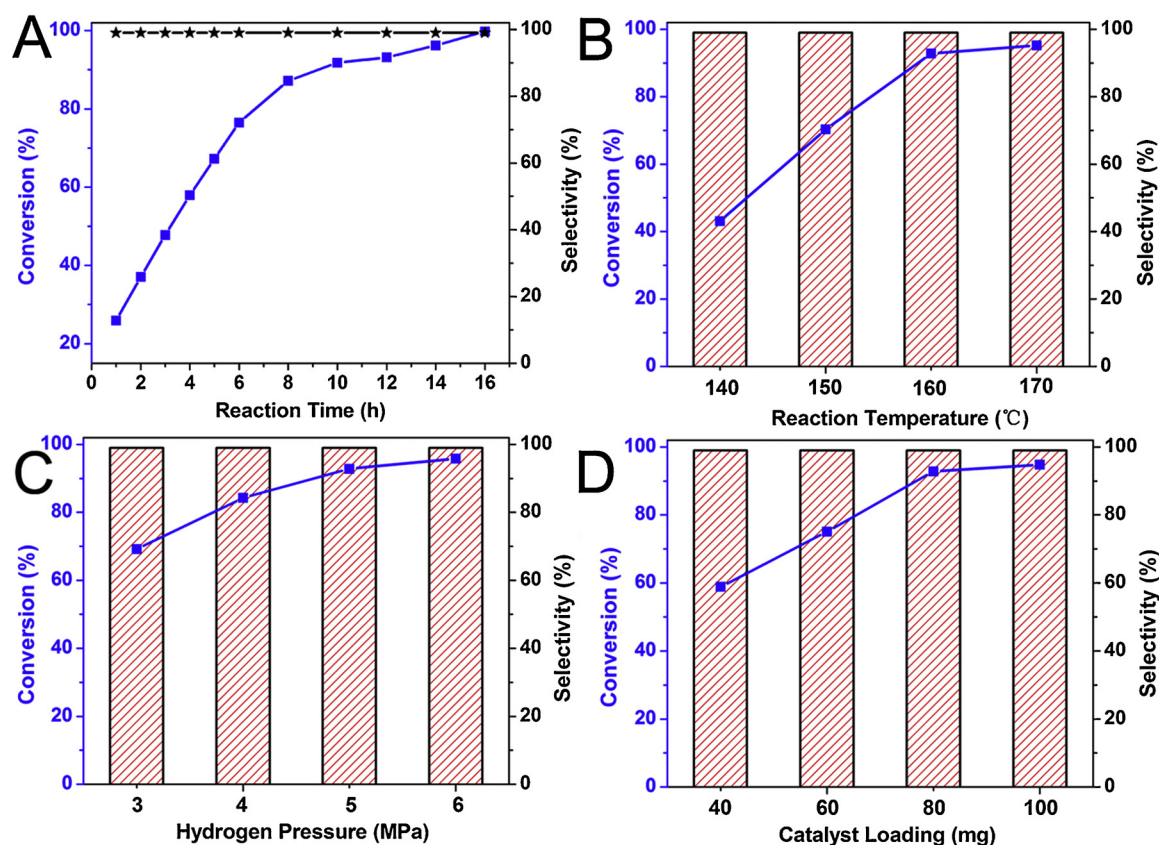 A
Conversion (%)
100
80
60
40
20
100
80
60
40
20
0
Selectivity (%)
0 2 4 6 8 10 12 14 16
Reaction Time (h)
B
Conversion (%)
100
80
60
40
20
0
100
80
60
40
20
0
Selectivity (%)
140 150 160 170
Reaction Temperature (℃)
C
Conversion (%)
100
80
60
40
20
0
100
80
60
40
20
0
Selectivity (%)
3 4 5 6
Hydrogen Pressure (MPa)
D
Conversion (%)
100
80
60
40
20
0
100
80
60
40
20
0
Selectivity (%)
40 60 80 100
Catalyst Loading (mg)